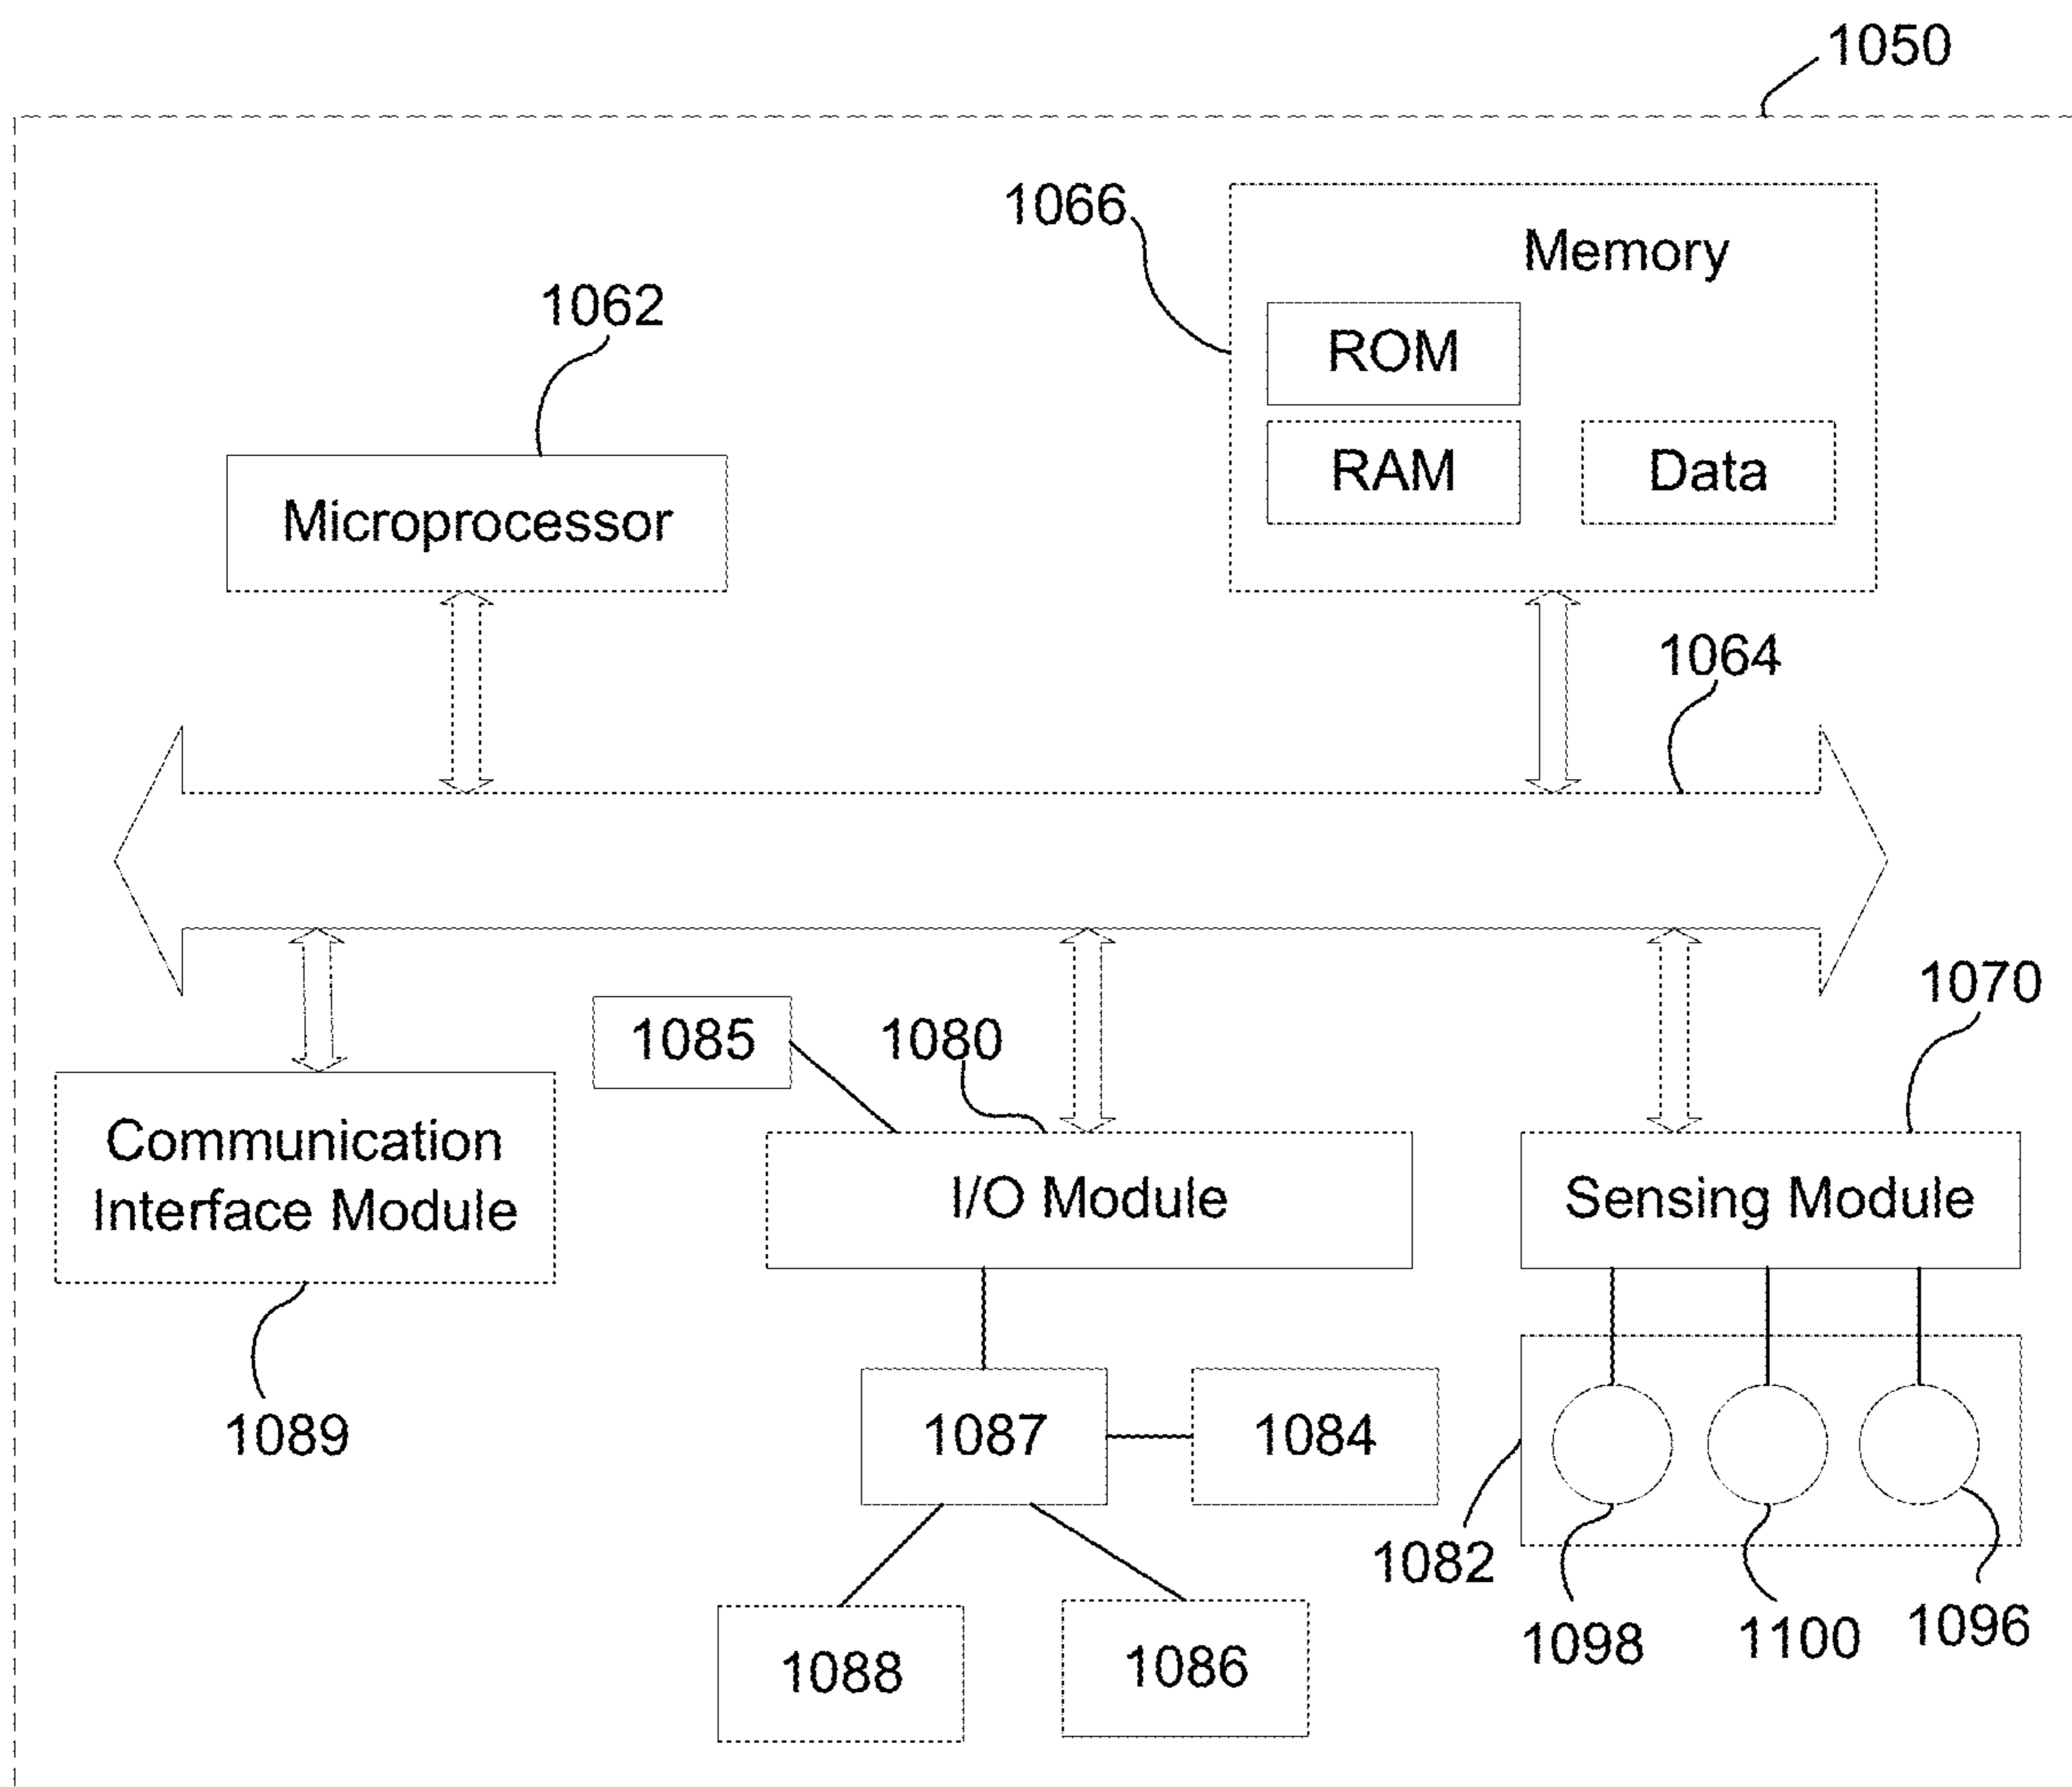 1050
1066
Memory
1062
ROM
RAM
Data
Microprocessor
1064
1070
1085
1080
Communication
Interface Module
I/O Module
Sensing Module
1089
1087
1084
1082
1098
1100
1096
1088
1086